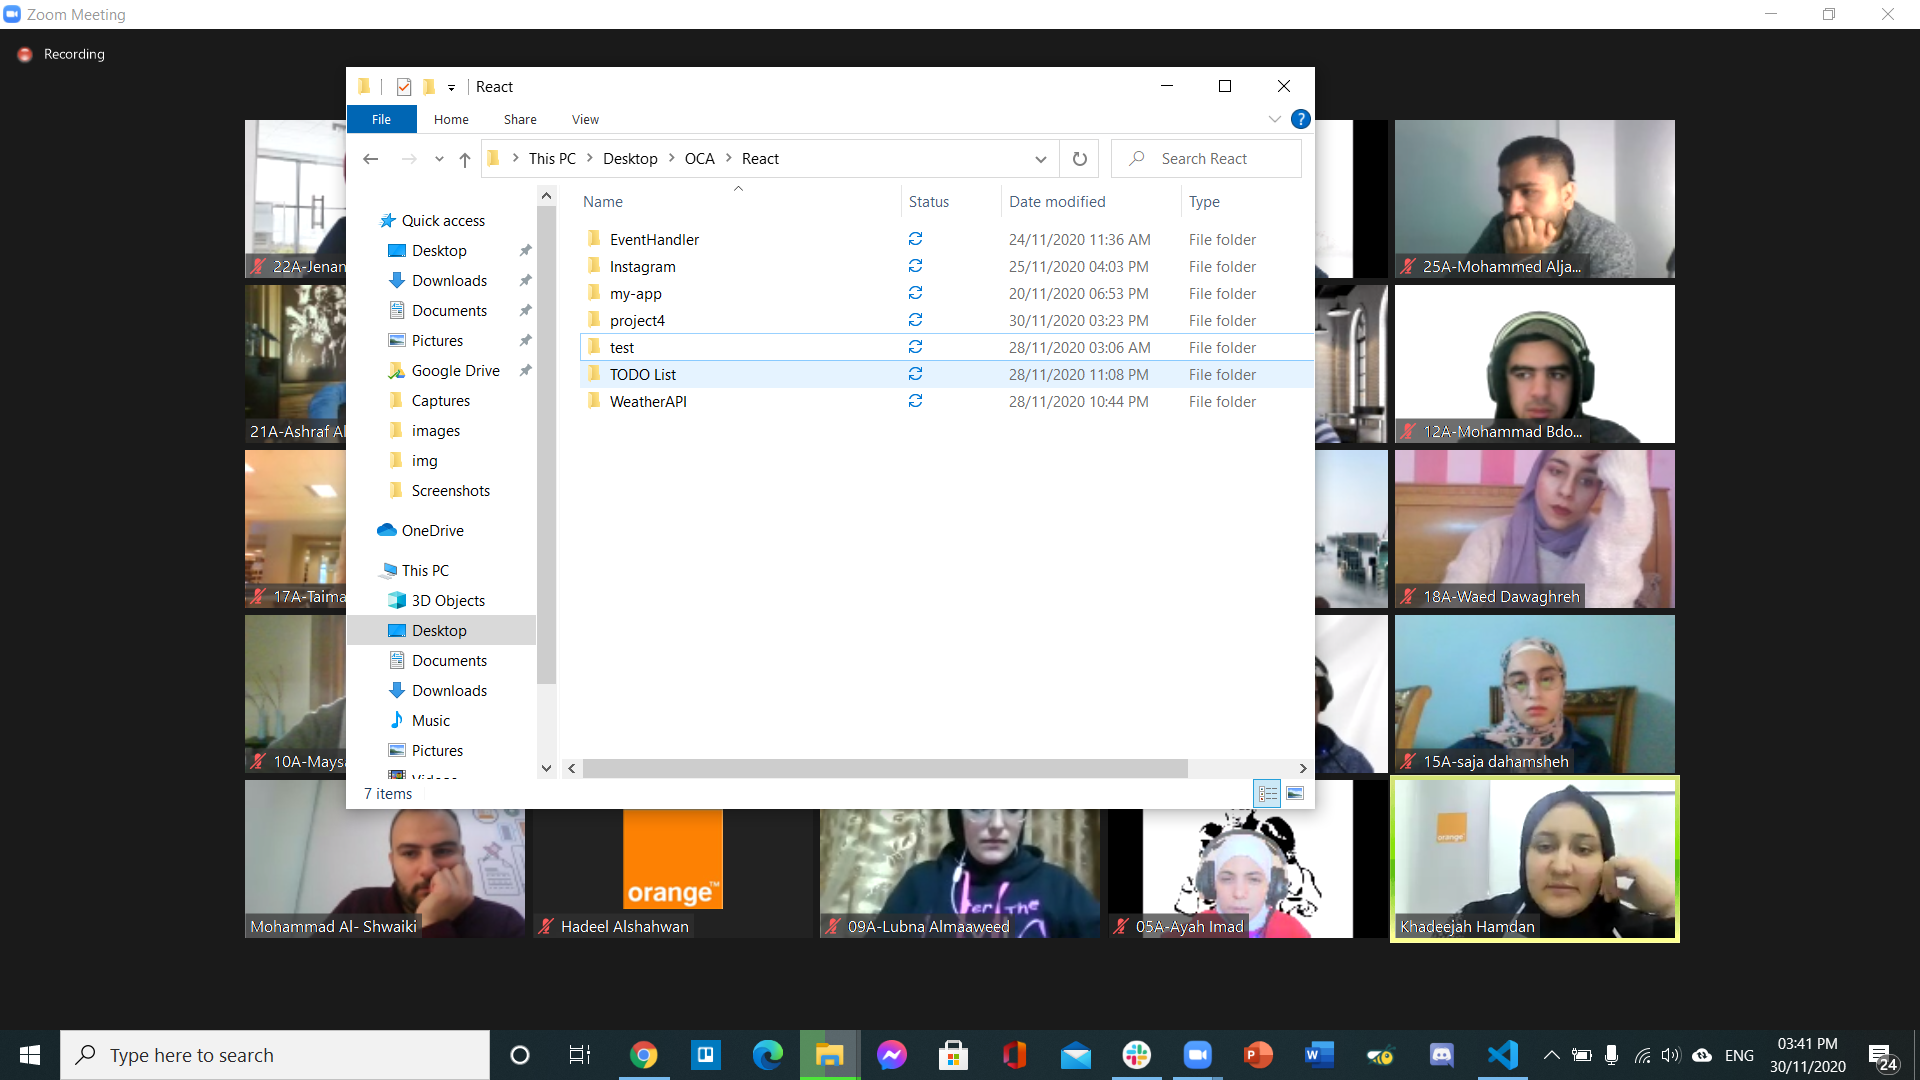 Zoom Meeting
Recording
React
File Home Share View
This PC Desktop OCA React
Search React
Name Status Date modified Type
EventHandler 24/11/2020 11:36 AM File folder
Instagram 25/11/2020 04:03 PM File folder
my-app 20/11/2020 06:53 PM File folder
project4 30/11/2020 03:23 PM File folder
test 28/11/2020 03:06 AM File folder
TODO List 28/11/2020 11:08 PM File folder
WeatherAPI 28/11/2020 10:44 PM File folder
Quick access
Desktop
Downloads
Documents
Pictures
Google Drive
Captures
images
img
Screenshots
OneDrive
This PC
3D Objects
Desktop
Documents
Downloads
Music
Pictures
7 items
22A-Jenan
25A-Mohammed Alja...
21A-Ashraf Al
12A-Mohammad Bdo...
17A-Taima
18A-Waed Dawaghreh
10A-Maysa
15A-saja dahamsheh
orange™
orange
Mohammad Al- Shwaiki
Hadeel Alshahwan
09A-Lubna Almaaweed
05A-Ayah Imad
Khadeejah Hamdan
Type here to search
ENG
03:41 PM
30/11/2020
24